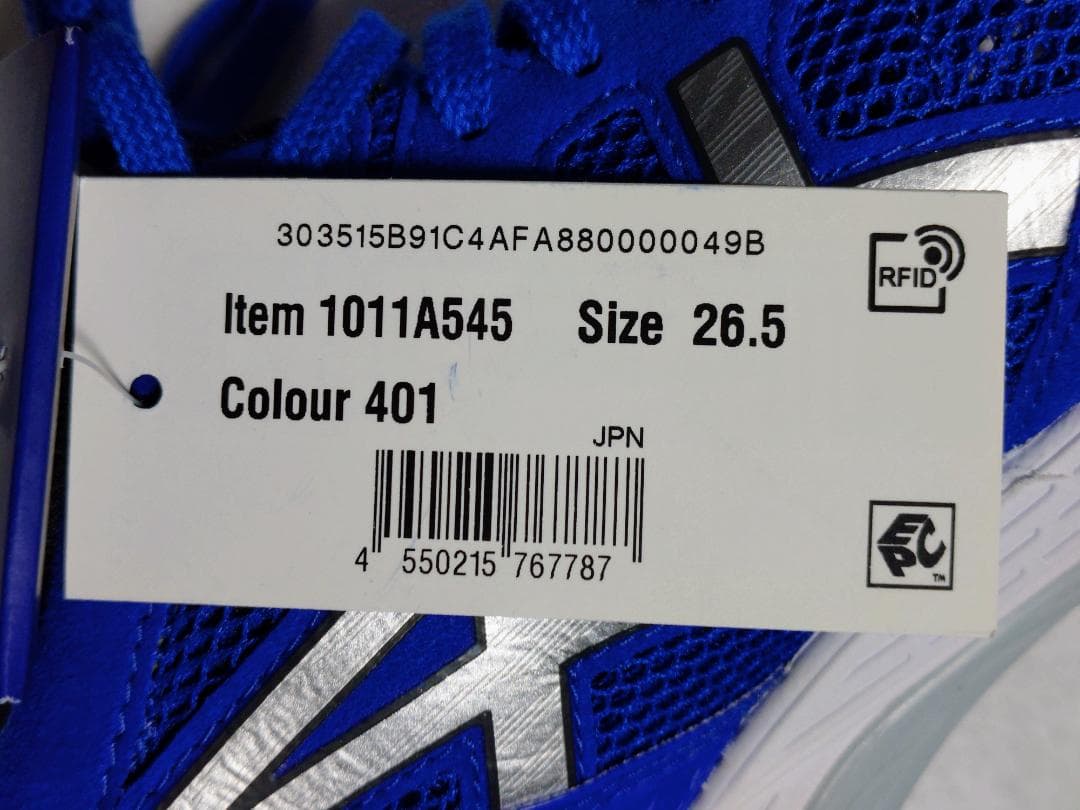 303515B91C4AFA880000049B
RFID
Item 1011A545 Size 26.5
Colour 401
JPN
4 550215 767787
EPC
TM